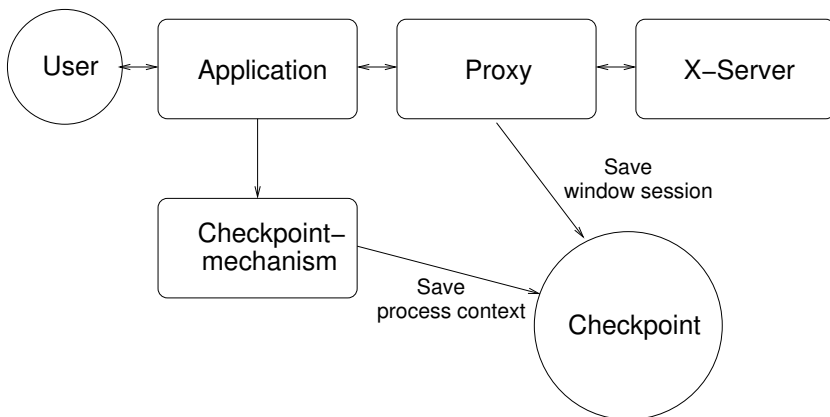 User
Application
Proxy
X−Server
Save
window session
Checkpoint−
mechanism
Save
process context
Checkpoint